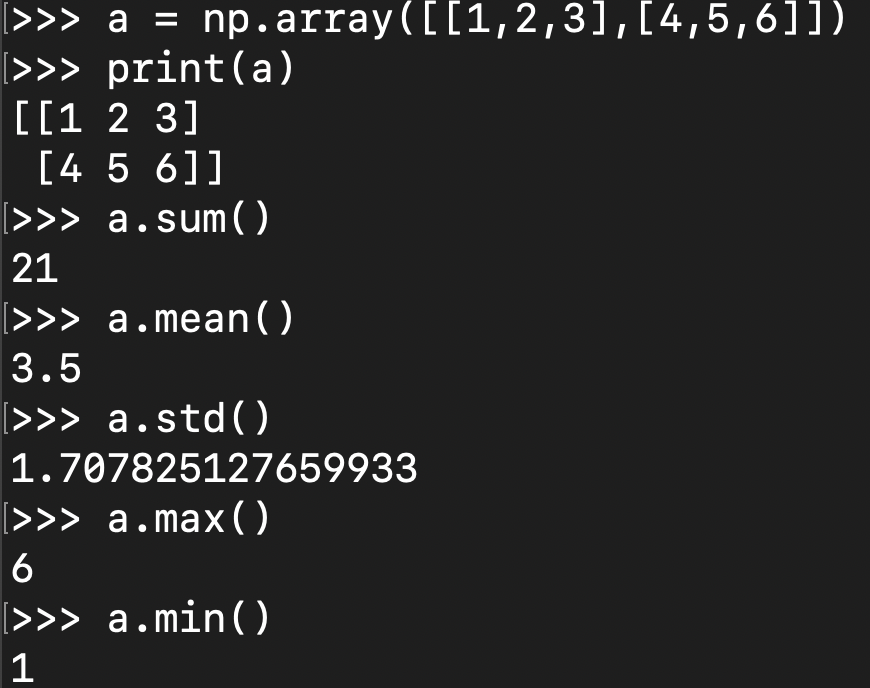 [>>> a = np.array([[1,2,3],[4,5,6]])
[>>> print(a)
[[1 2 3]
 [4 5 6]]
[>>> a.sum()
21
[>>> a.mean()
3.5
[>>> a.std()
1.707825127659933
[>>> a.max()
6
[>>> a.min()
1